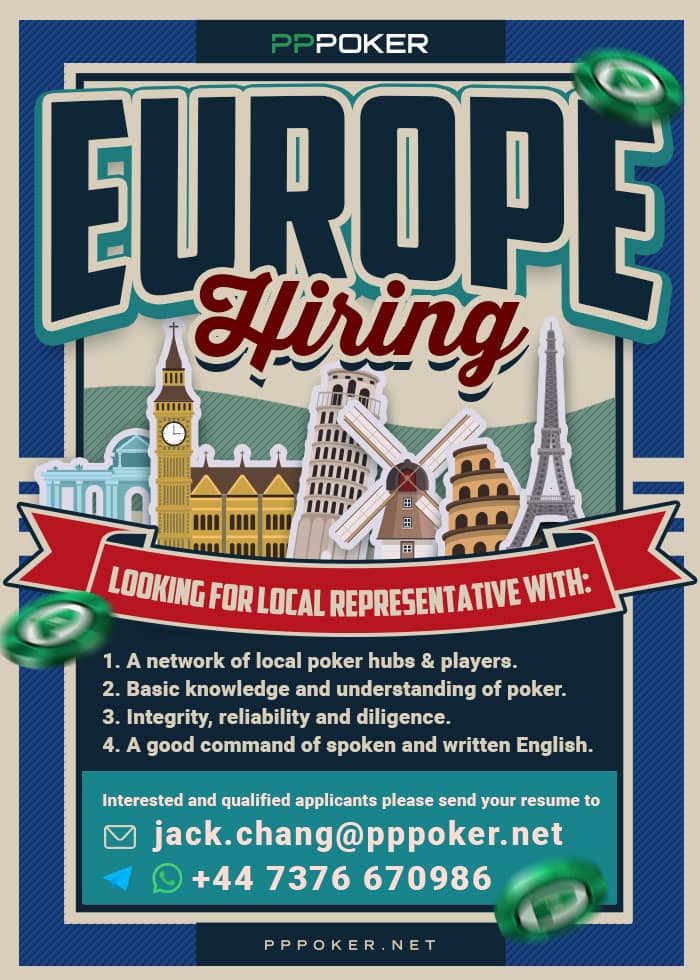 PPPOKER
EUROPE
Hiring
LOOKING FOR LOCAL REPRESENTATIVE WITH:
1. A network of local poker hubs & players.
2. Basic knowledge and understanding of poker.
3. Integrity, reliability and diligence.
4. A good command of spoken and written English.
Interested and qualified applicants please send your resume to
jack.chang@pppoker.net
+44 7376 670986
PPPOKER.NET